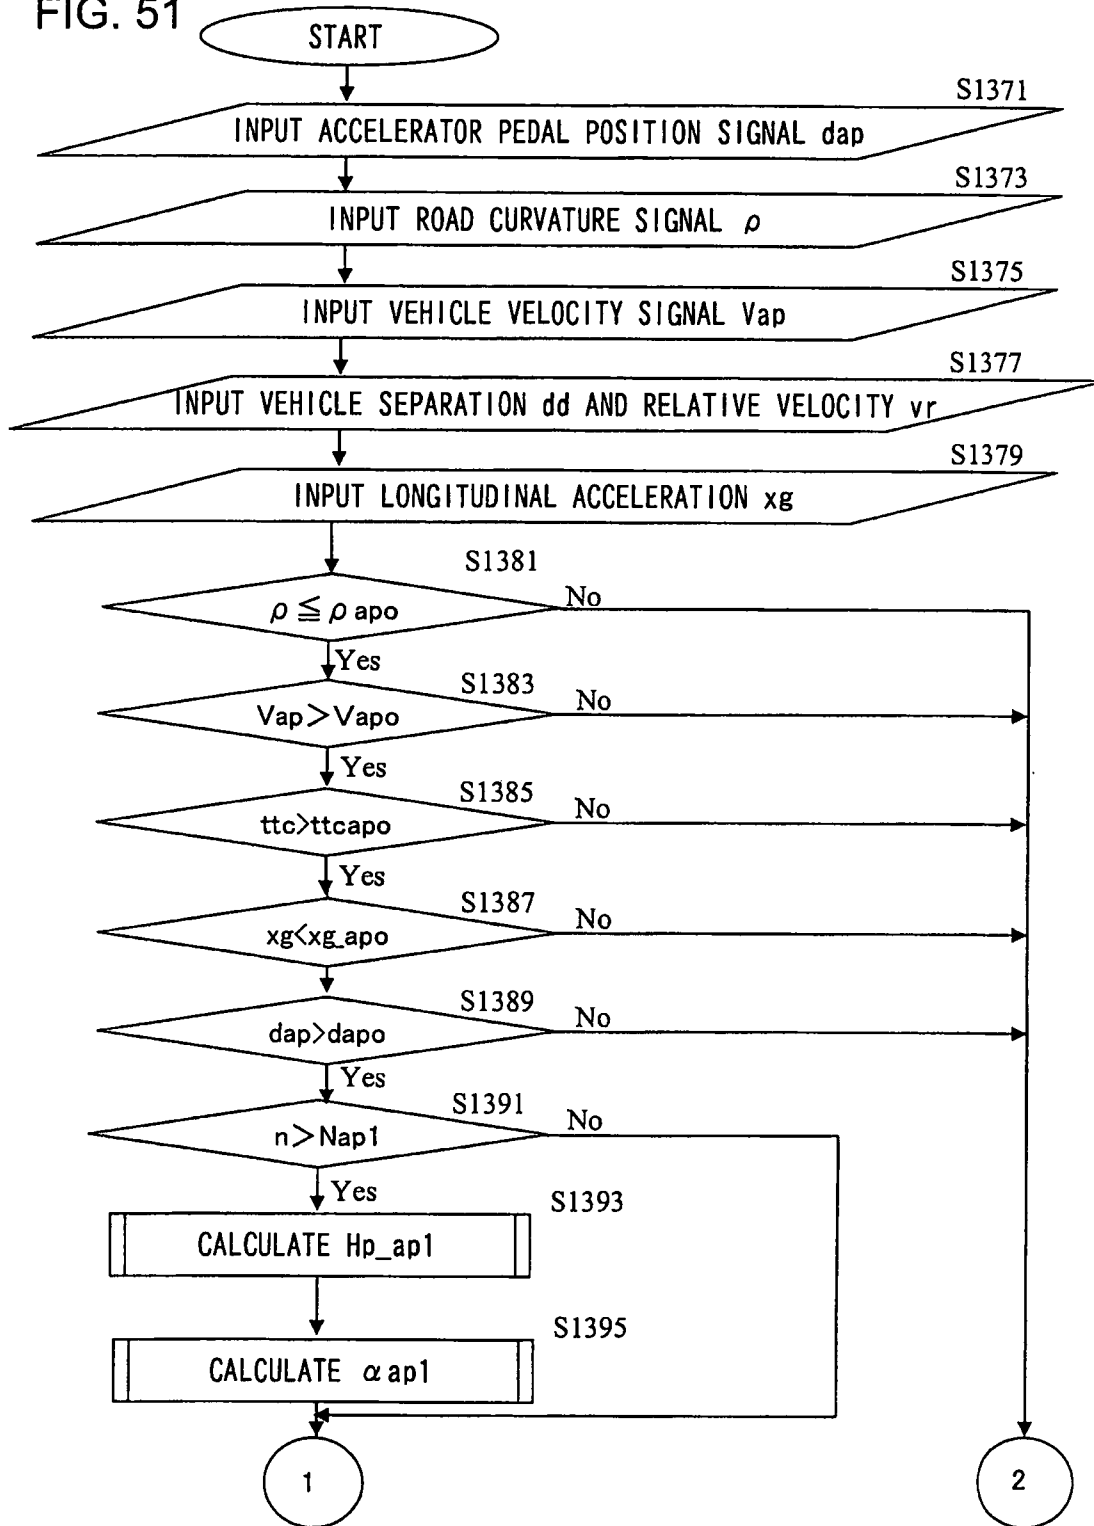 FIG. 51
START
S1371
INPUT ACCELERATOR PEDAL POSITION SIGNAL dap
S1373
INPUT ROAD CURVATURE SIGNAL ρ
S1375
INPUT VEHICLE VELOCITY SIGNAL Vap
S1377
INPUT VEHICLE SEPARATION dd AND RELATIVE VELOCITY vr
S1379
INPUT LONGITUDINAL ACCELERATION xg
S1381
ρ ≦ ρ apo
No
Yes
S1383
Vap > Vapo
No
Yes
S1385
ttc>ttcapo
No
Yes
S1387
xg<xg_apo
No
S1389
dap>dapo
No
Yes
S1391
n > Nap1
No
Yes
S1393
CALCULATE Hp_ap1
S1395
CALCULATE α ap1
1
2